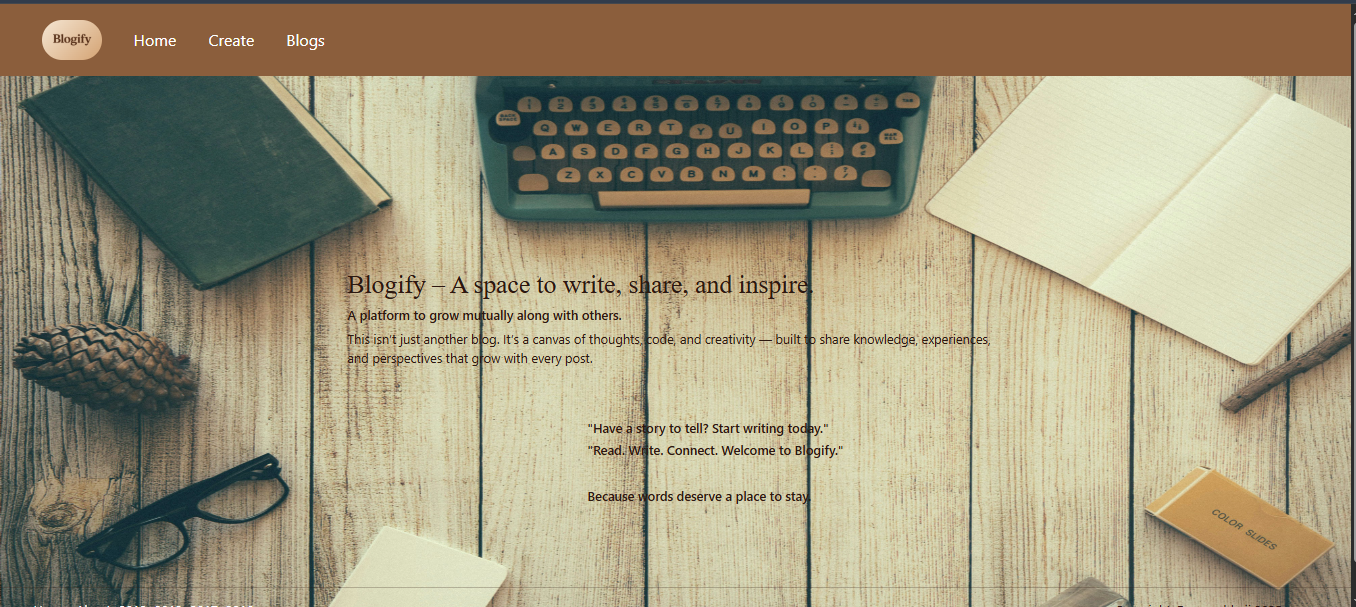 Blogify
Home Create Blogs
Q W E R T Y U I O P
A S D F G H J K L
Z X C V B N M
Blogify – A space to write, share, and inspire.
A platform to grow mutually along with others.
This isn't just another blog. It's a canvas of thoughts, code, and creativity — built to share knowledge, experiences,
and perspectives that grow with every post.
"Have a story to tell? Start writing today."
"Read. Write. Connect. Welcome to Blogify."
Because words deserve a place to stay.
COLOR SLIDES